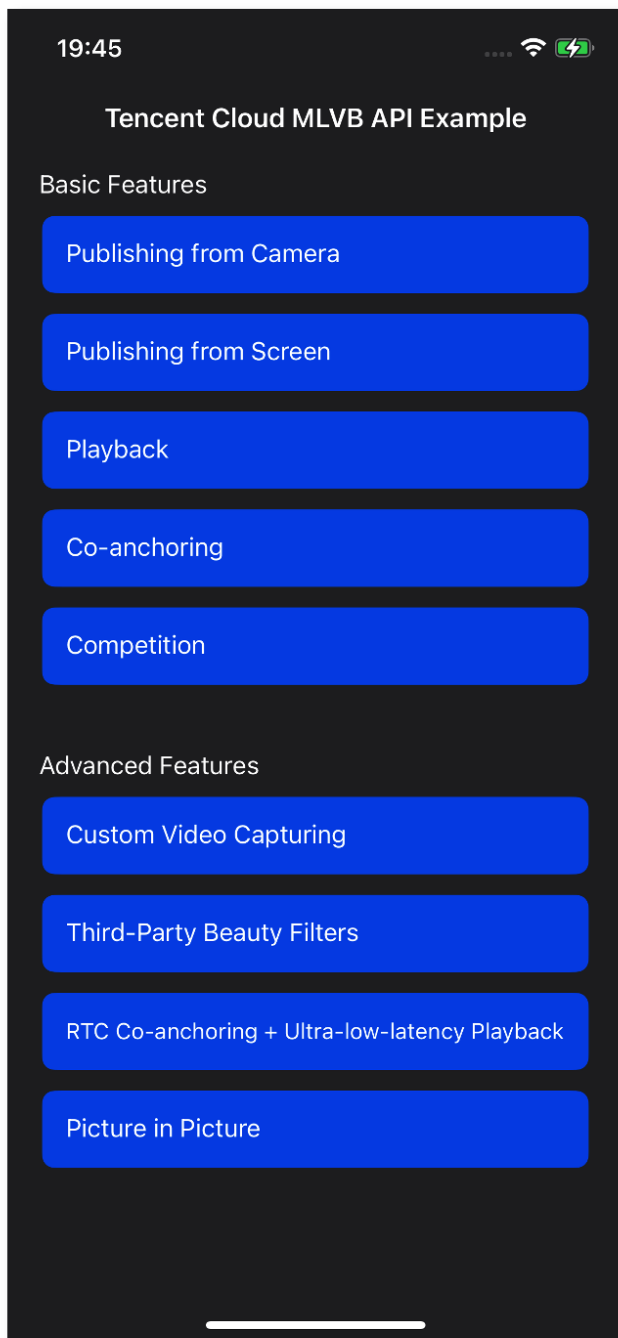 19:45
Tencent Cloud MLVB API Example
Basic Features
Publishing from Camera
Publishing from Screen
Playback
Co-anchoring
Competition
Advanced Features
Custom Video Capturing
Third-Party Beauty Filters
RTC Co-anchoring + Ultra-low-latency Playback
Picture in Picture